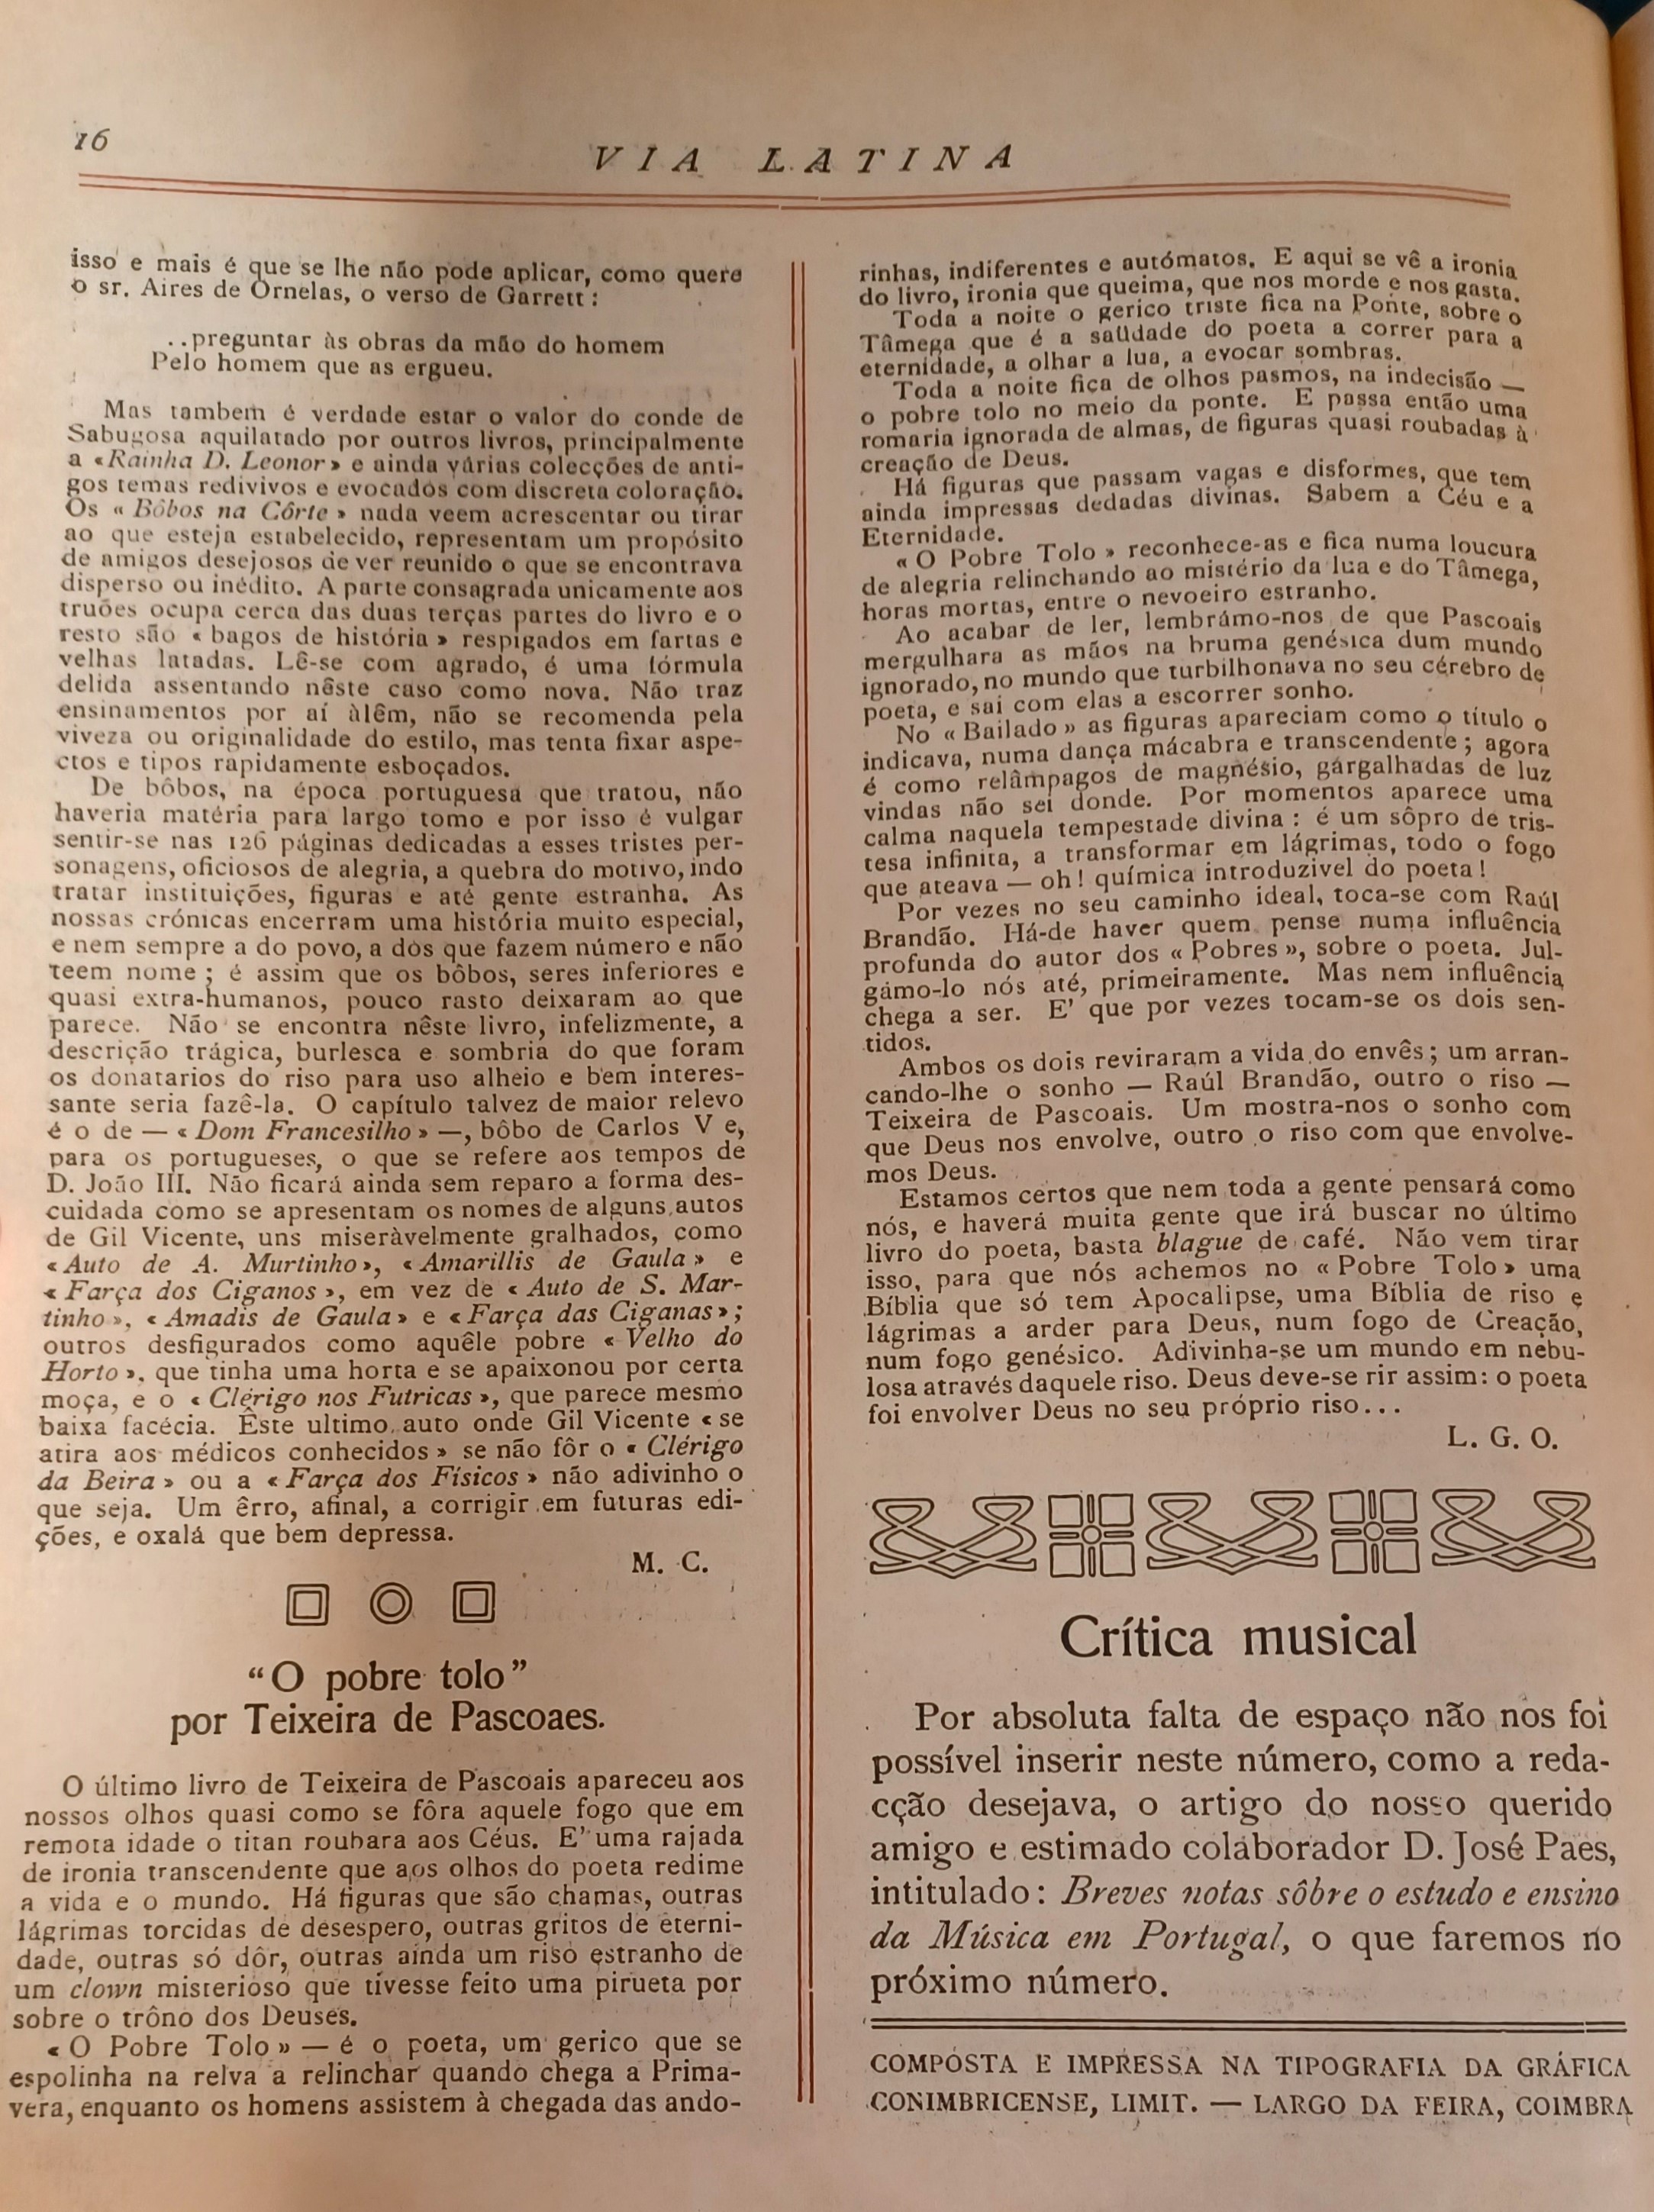 16
VIA LATINA
isso e mais é que se lhe não pode aplicar, como quere
o sr. Aires de Ornelas, o verso de Garrett :
..preguntar às obras da mão do homem
Pelo homem que as ergueu.
Mas tambem é verdade estar o valor do conde de
Sabugosa aquilatado por outros livros, principalmente
a «Rainha D. Leonor» e ainda várias colecções de anti-
gos temas redivivos e evocados com discreta coloração.
Os « Bôbos na Côrte » nada veem acrescentar ou tirar
ao que esteja estabelecido, representam um propósito
de amigos desejosos de ver reunido o que se encontrava
disperso ou inédito. A parte consagrada unicamente aos
truões ocupa cerca das duas terças partes do livro e o
resto são « bagos de história » respigados em fartas e
velhas latadas. Lê-se com agrado, é uma fórmula
delida assentando nêste caso como nova. Não traz
ensinamentos por aí àlêm, não se recomenda pela
viveza ou originalidade do estilo, mas tenta fixar aspe-
ctos e tipos rapidamente esboçados.
De bôbos, na época portuguesa que tratou, não
haveria matéria para largo tomo e por isso é vulgar
sentir-se nas 126 páginas dedicadas a esses tristes per-
sonagens, oficiosos de alegria, a quebra do motivo, indo
tratar instituições, figuras e até gente estranha. As
nossas crónicas encerram uma história muito especial,
e nem sempre a do povo, a dos que fazem número e não
teem nome ; é assim que os bôbos, seres inferiores e
quasi extra-humanos, pouco rasto deixaram ao que
parece. Não se encontra nêste livro, infelizmente, a
descrição trágica, burlesca e sombria do que foram
os donatarios do riso para uso alheio e bem interes-
sante seria fazê-la. O capítulo talvez de maior relevo
é o de — « Dom Francesilho » —, bôbo de Carlos V e,
para os portugueses, o que se refere aos tempos de
D. João III. Não ficará ainda sem reparo a forma des-
cuidada como se apresentam os nomes de alguns autos
de Gil Vicente, uns miseràvelmente gralhados, como
« Auto de A. Murtinho», « Amarillis de Gaula » e
« Farça dos Ciganos », em vez de « Auto de S. Mar-
tinho », « Amadis de Gaula » e « Farça das Ciganas » ;
outros desfigurados como aquêle pobre « Velho do
Horto », que tinha uma horta e se apaixonou por certa
moça, e o « Clérigo nos Futricas », que parece mesmo
baixa facécia. Este ultimo auto onde Gil Vicente « se
atira aos médicos conhecidos » se não fôr o « Clérigo
da Beira » ou a « Farça dos Físicos » não adivinho o
que seja. Um êrro, afinal, a corrigir em futuras edi-
ções, e oxalá que bem depressa.
M. C.
“O pobre tolo”
por Teixeira de Pascoaes.
O último livro de Teixeira de Pascoais apareceu aos
nossos olhos quasi como se fôra aquele fogo que em
remota idade o titan roubara aos Céus. E' uma rajada
de ironia transcendente que aos olhos do poeta redime
a vida e o mundo. Há figuras que são chamas, outras
lágrimas torcidas de desespero, outras gritos de eterni-
dade, outras só dôr, outras ainda um riso estranho de
um clown misterioso que tivesse feito uma pirueta por
sobre o trôno dos Deuses.
« O Pobre Tolo » — é o poeta, um gerico que se
espolinha na relva a relinchar quando chega a Prima-
vera, enquanto os homens assistem à chegada das ando-
rinhas, indiferentes e autómatos. E aqui se vê a ironia
do livro, ironia que queima, que nos morde e nos gasta.
Toda a noite o gerico triste fica na Ponte, sobre o
Tâmega que é a saüdade do poeta a correr para a
eternidade, a olhar a lua, a evocar sombras.
Toda a noite fica de olhos pasmos, na indecisão —
o pobre tolo no meio da ponte. E passa então uma
romaria ignorada de almas, de figuras quasi roubadas à
creação de Deus.
Há figuras que passam vagas e disformes, que tem
ainda impressas dedadas divinas. Sabem a Céu e a
Eternidade.
« O Pobre Tolo » reconhece-as e fica numa loucura
de alegria relinchando ao mistério da lua e do Tâmega,
horas mortas, entre o nevoeiro estranho.
Ao acabar de ler, lembrámo-nos de que Pascoais
mergulhara as mãos na bruma genésica dum mundo
ignorado, no mundo que turbilhonava no seu cérebro de
poeta, e sai com elas a escorrer sonho.
No « Bailado » as figuras apareciam como o título o
indicava, numa dança mácabra e transcendente ; agora
é como relâmpagos de magnésio, gargalhadas de luz
vindas não sei donde. Por momentos aparece uma
calma naquela tempestade divina : é um sôpro de tris-
tesa infinita, a transformar em lágrimas, todo o fogo
que ateava — oh! química introduzivel do poeta !
Por vezes no seu caminho ideal, toca-se com Raúl
Brandão. Há-de haver quem pense numa influência
profunda do autor dos « Pobres », sobre o poeta. Jul-
gámo-lo nós até, primeiramente. Mas nem influência
chega a ser. E' que por vezes tocam-se os dois sen-
tidos.
Ambos os dois reviraram a vida do envês ; um arran-
cando-lhe o sonho — Raúl Brandão, outro o riso —
Teixeira de Pascoais. Um mostra-nos o sonho com
que Deus nos envolve, outro o riso com que envolve-
mos Deus.
Estamos certos que nem toda a gente pensará como
nós, e haverá muita gente que irá buscar no último
livro do poeta, basta blague de café. Não vem tirar
isso, para que nós achemos no « Pobre Tolo » uma
Bíblia que só tem Apocalipse, uma Bíblia de riso e
lágrimas a arder para Deus, num fogo de Creação,
num fogo genésico. Adivinha-se um mundo em nebu-
losa através daquele riso. Deus deve-se rir assim: o poeta
foi envolver Deus no seu próprio riso...
L. G. O.
Crítica musical
Por absoluta falta de espaço não nos foi
possível inserir neste número, como a reda-
cção desejava, o artigo do nosso querido
amigo e estimado colaborador D. José Paes,
intitulado : Breves notas sôbre o estudo e ensino
da Música em Portugal, o que faremos no
próximo número.
COMPOSTA E IMPRESSA NA TIPOGRAFIA DA GRÁFICA
CONIMBRICENSE, LIMIT. — LARGO DA FEIRA, COIMBRA